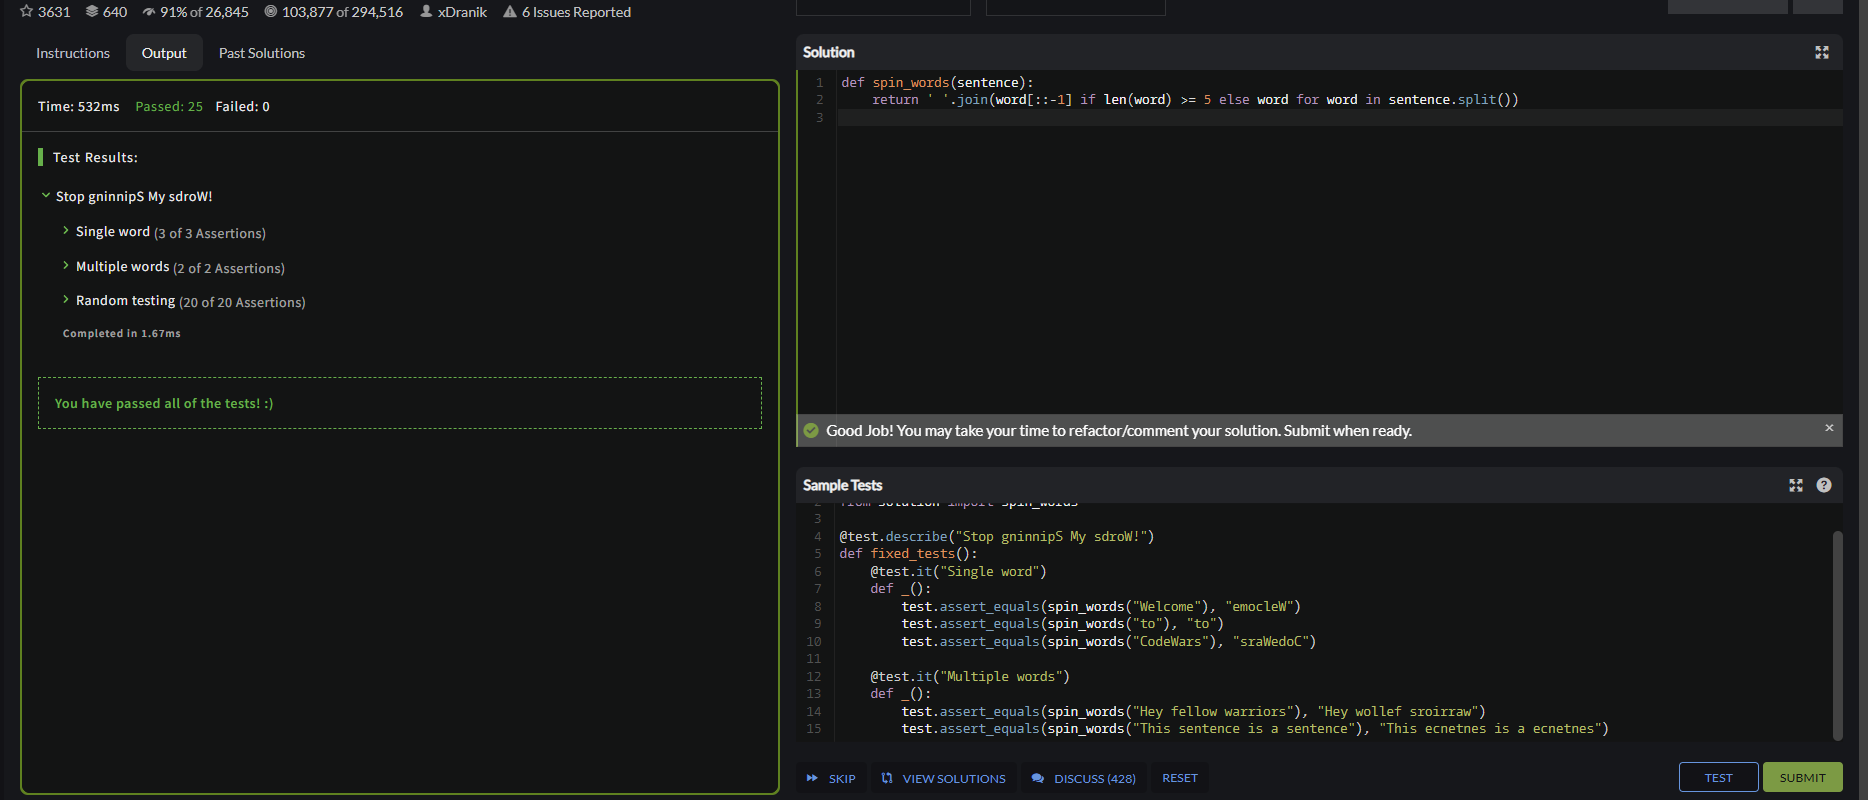 3631 640 91% of 26,845 103,877 of 294,516 xDranik 6 Issues Reported
Instructions Output Past Solutions
Time: 532ms Passed: 25 Failed: 0
Test Results:
Stop gninnipS My sdroW!
Single word (3 of 3 Assertions)
Multiple words (2 of 2 Assertions)
Random testing (20 of 20 Assertions)
Completed in 1.67ms
You have passed all of the tests! :)
Solution
1 def spin_words(sentence):
2     return ' '.join(word[::-1] if len(word) >= 5 else word for word in sentence.split())
3
Good Job! You may take your time to refactor/comment your solution. Submit when ready. ×
Sample Tests ?
2 from solution import spin_words
3
4 @test.describe("Stop gninnipS My sdroW!")
5 def fixed_tests():
6     @test.it("Single word")
7     def _():
8         test.assert_equals(spin_words("Welcome"), "emocleW")
9         test.assert_equals(spin_words("to"), "to")
10         test.assert_equals(spin_words("CodeWars"), "sraWedoC")
11
12     @test.it("Multiple words")
13     def _():
14         test.assert_equals(spin_words("Hey fellow warriors"), "Hey wollef sroirraw")
15         test.assert_equals(spin_words("This sentence is a sentence"), "This ecnetnes is a ecnetnes")
SKIP VIEW SOLUTIONS DISCUSS (428) RESET TEST SUBMIT